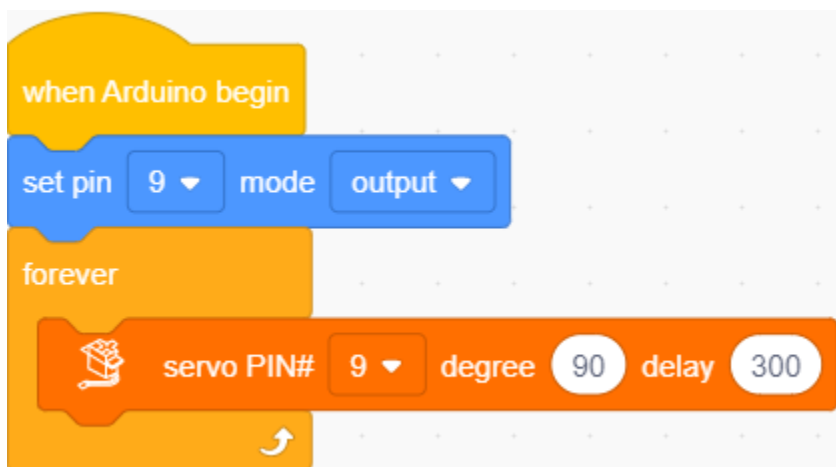 when Arduino begin
set pin 9 mode output
forever
servo PIN# 9 degree 90 delay 300